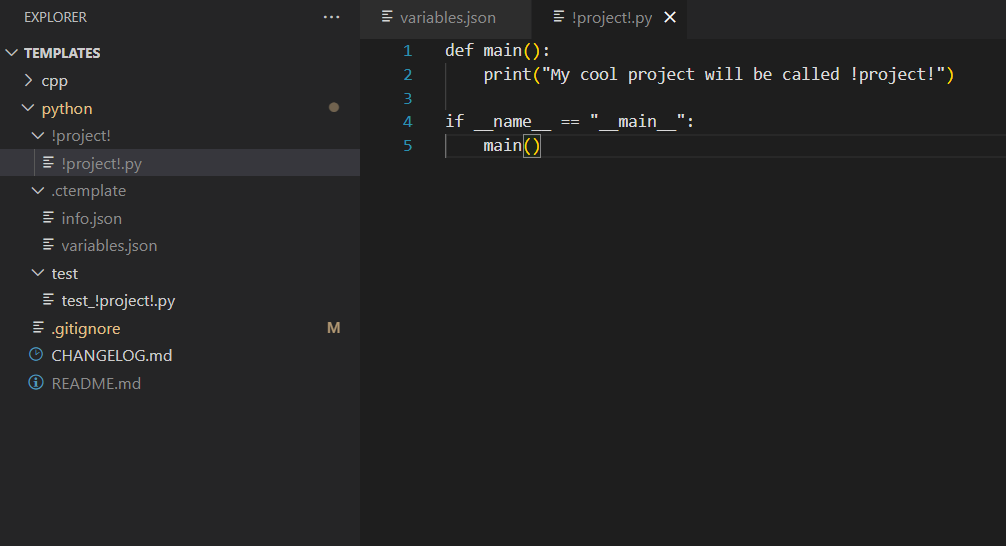 EXPLORER
TEMPLATES
cpp
python
!project!
!project!.py
.ctemplate
info.json
variables.json
test
test_!project!.py
.gitignore M
CHANGELOG.md
README.md
variables.json !project!.py
1 def main():
2 print("My cool project will be called !project!")
3
4 if __name__ == "__main__":
5 main()